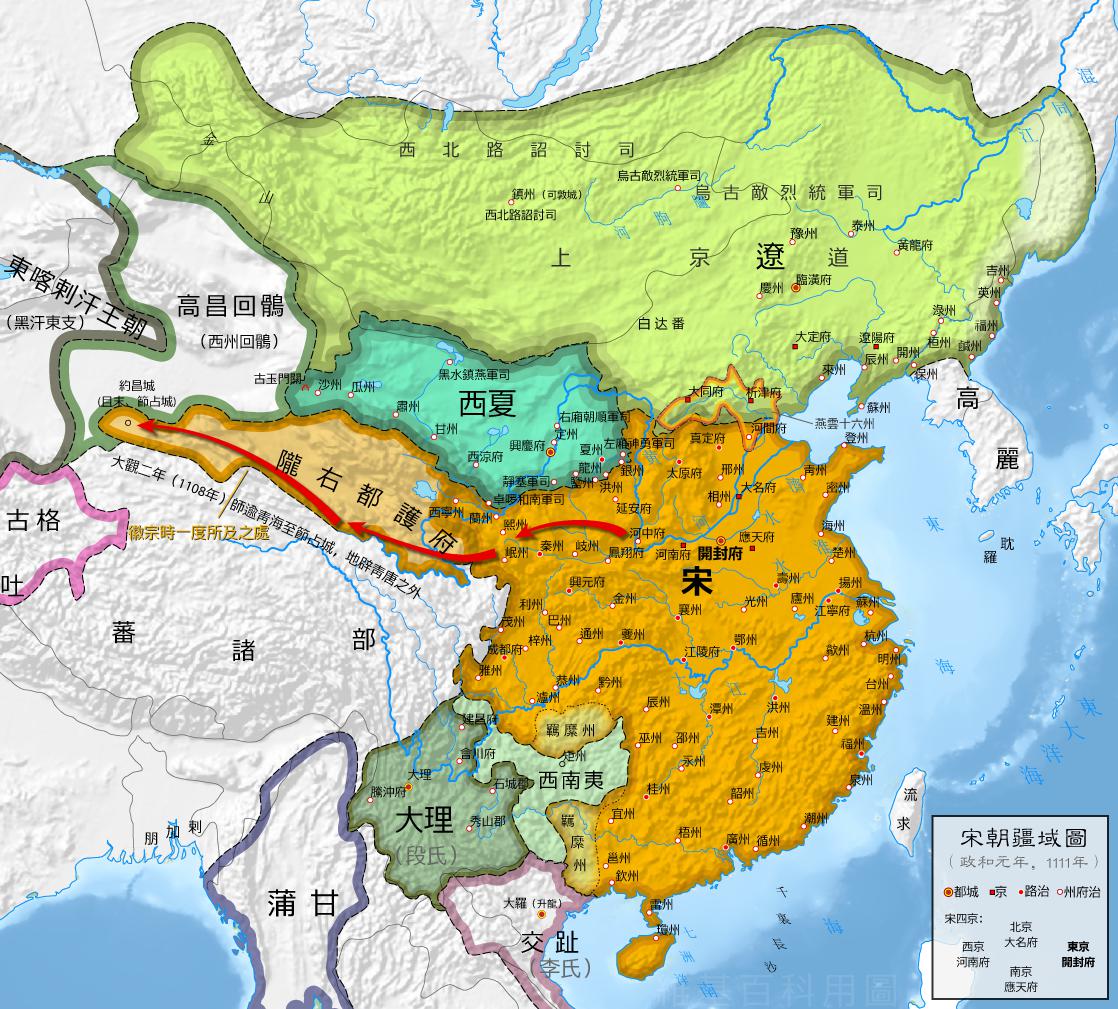 混
同
江
金
山
西北路詔討司
烏古敵烈統軍司
烏古敵烈統軍司
鎮州（可敦城）
西北路詔討司
臚
朐
河
上京道
遼
豫州
泰州
黃龍府
慶州
臨潢府
白达番
吉州
英州
淥州
福州
桓州
鹹州
大定府
遼陽府
辰州
開州
保州
來州
蘇州
東喀剌汗王朝
（黑汗東支）
高昌回鶻
（西州回鶻）
古玉門關
沙州
瓜州
約昌城
（且末、節占城）
西夏
黑水鎮燕軍司
肅州
甘州
西涼府
右廂朝順軍司
定州
興慶府
夏州
左廂神勇軍司
龍州
銀州
靜塞軍司
鹽州
洪州
卓啰和南軍司
大同府
析津府
燕雲十六州
河間府
真定府
登州
太原府
邢州
青州
密州
相州
大名府
延安府
高麗
隴右都護府
大觀二年（1108年）師逾青海至節占城，地辟青唐之外
徽宗時一度所及之處
西寧州
蘭州
熙州
岷州
秦州
岐州
鳳翔府
河中府
河南府
開封府
應天府
宋
海州
楚州
東
海
耽
羅
古格
吐
蕃
諸
部
興元府
金州
襄州
光州
壽州
廬州
揚州
江寧府
蘇州
利州
巴州
茂州
梓州
通州
夔州
成都府
雅州
江陵府
鄂州
歙州
杭州
明州
台州
恭州
黔州
瀘州
辰州
潭州
洪州
溫州
建州
福州
江
羈縻州
矩州
西南夷
巫州
邵州
永州
吉州
虔州
泉州
建昌府
會川府
大理
石城郡
騰沖府
秀山郡
大理
（段氏）
羈
縻
州
桂州
韶州
潮州
宜州
梧州
廣州
循州
邕州
欽州
雷州
瓊州
流
求
東
大
洋
海
朋加剌
蒲甘
大羅（升龍）
交趾
（李氏）
七
洲
洋
南
海
千
裏
長
沙
維基百科用圖
宋朝疆域圖
（政和元年，1111年）
都城 京 路治 州府治
宋四京：
北京
大名府
西京
河南府
東京
開封府
南京
應天府